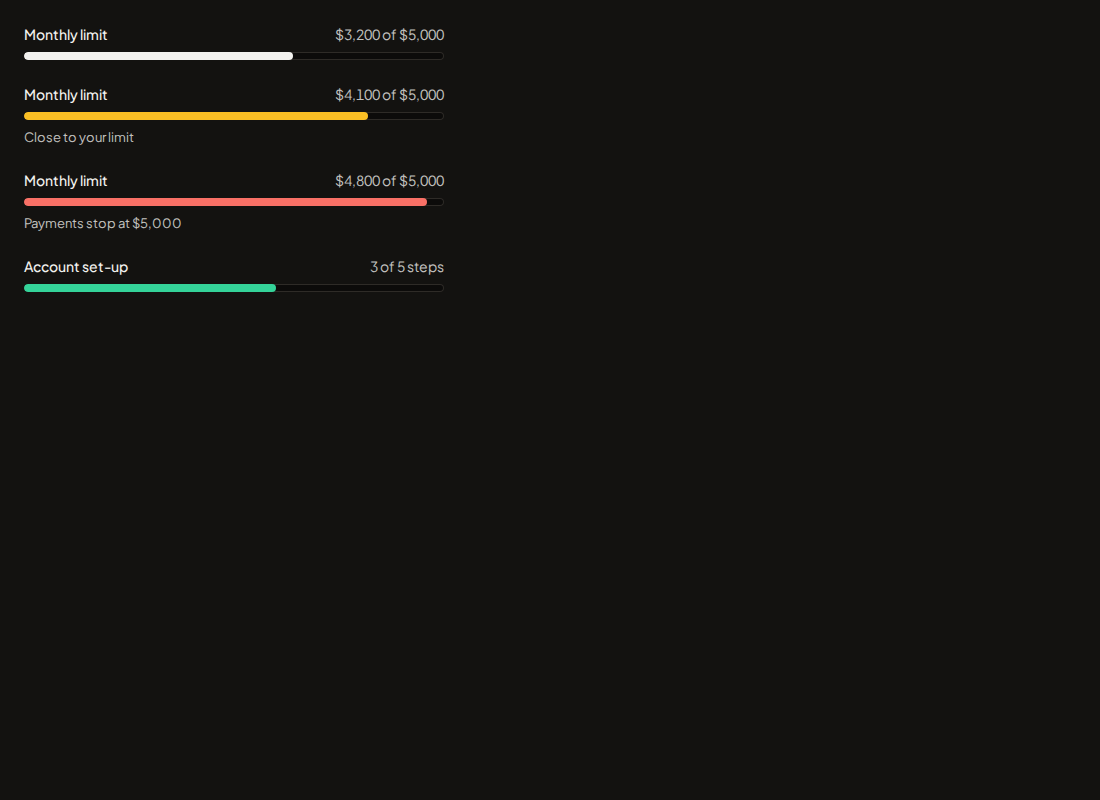 Monthly limit $3,200 of $5,000
Monthly limit $4,100 of $5,000
Close to your limit
Monthly limit $4,800 of $5,000
Payments stop at $5,000
Account set-up 3 of 5 steps